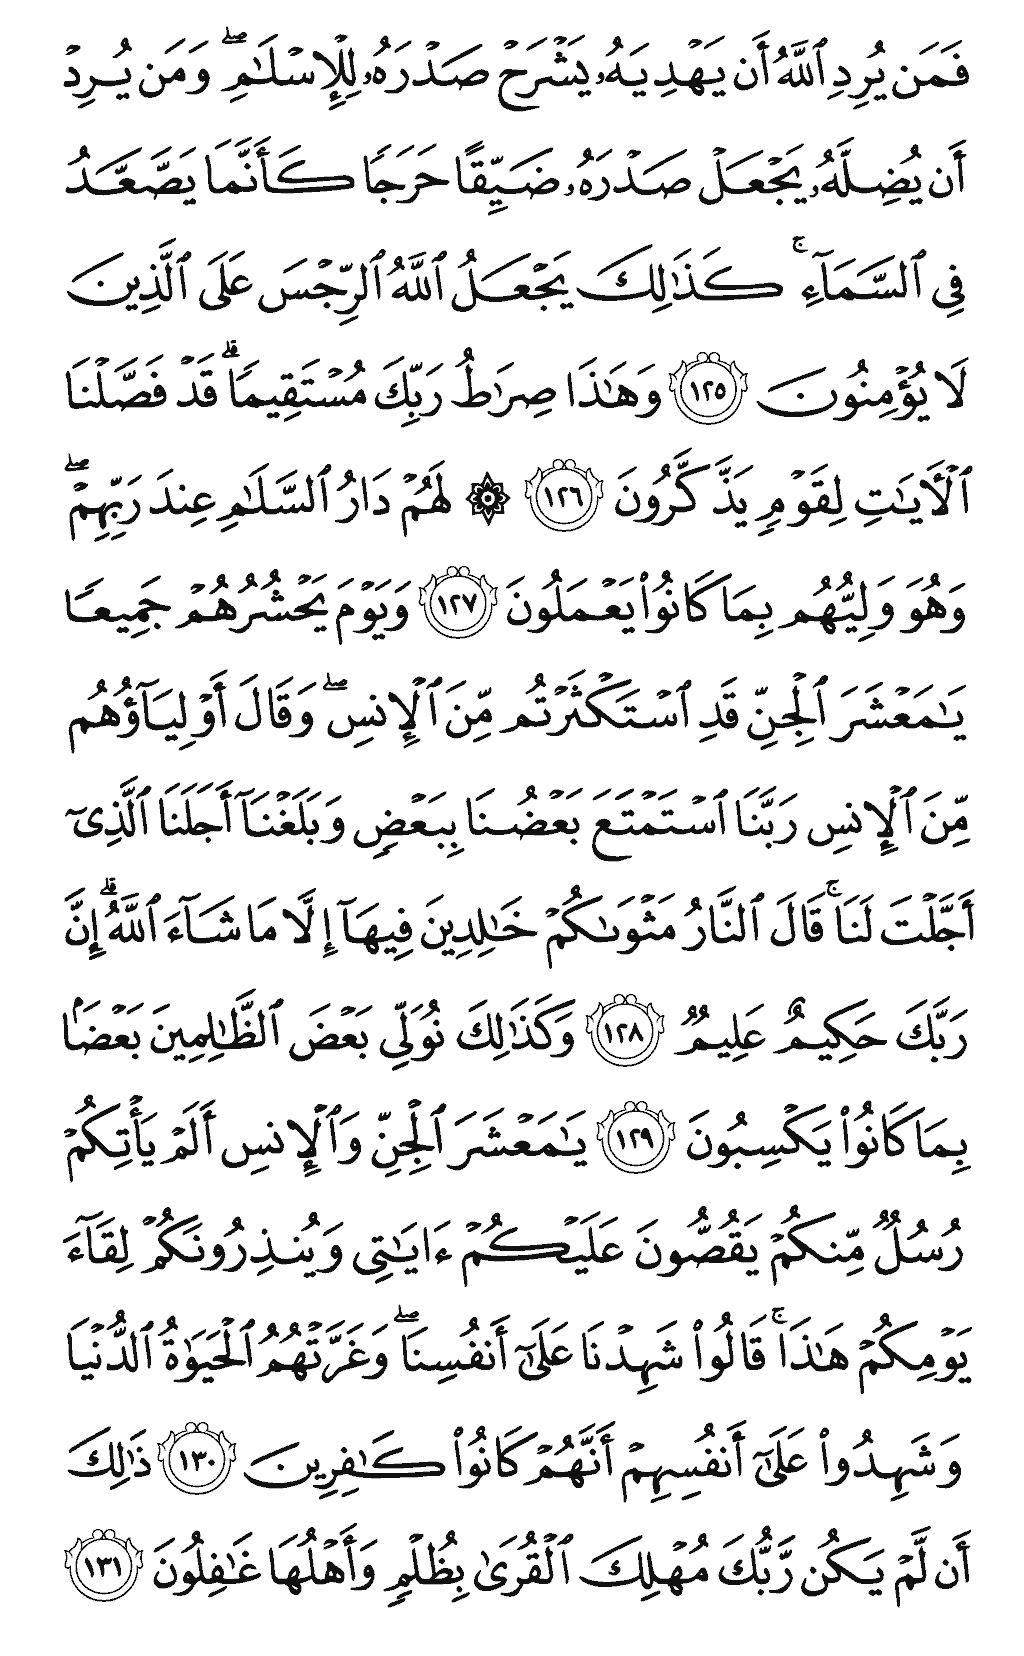 فَمَن يُرِدِ ٱللَّهُ أَن يَهْدِيَهُۥ يَشْرَحْ صَدْرَهُۥ لِلْإِسْلَٰمِ ۖ وَمَن يُرِدْ
أَن يُضِلَّهُۥ يَجْعَلْ صَدْرَهُۥ ضَيِّقًا حَرَجًا كَأَنَّمَا يَصَّعَّدُ
فِى ٱلسَّمَآءِ ۚ كَذَٰلِكَ يَجْعَلُ ٱللَّهُ ٱلرِّجْسَ عَلَى ٱلَّذِينَ
لَا يُؤْمِنُونَ ١٢٥ وَهَٰذَا صِرَٰطُ رَبِّكَ مُسْتَقِيمًا ۗ قَدْ فَصَّلْنَا
ٱلْءَايَٰتِ لِقَوْمٍ يَذَّكَّرُونَ ١٢٦ ۞ لَهُمْ دَارُ ٱلسَّلَٰمِ عِندَ رَبِّهِمْ ۖ
وَهُوَ وَلِيُّهُم بِمَا كَانُوا۟ يَعْمَلُونَ ١٢٧ وَيَوْمَ يَحْشُرُهُمْ جَمِيعًا
يَٰمَعْشَرَ ٱلْجِنِّ قَدِ ٱسْتَكْثَرْتُم مِّنَ ٱلْإِنسِ ۖ وَقَالَ أَوْلِيَآؤُهُم
مِّنَ ٱلْإِنسِ رَبَّنَا ٱسْتَمْتَعَ بَعْضُنَا بِبَعْضٍ وَبَلَغْنَآ أَجَلَنَا ٱلَّذِىٓ
أَجَّلْتَ لَنَا ۚ قَالَ ٱلنَّارُ مَثْوَىٰكُمْ خَٰلِدِينَ فِيهَآ إِلَّا مَا شَآءَ ٱللَّهُ ۗ إِنَّ
رَبَّكَ حَكِيمٌ عَلِيمٌ ١٢٨ وَكَذَٰلِكَ نُوَلِّى بَعْضَ ٱلظَّٰلِمِينَ بَعْضًۢا
بِمَا كَانُوا۟ يَكْسِبُونَ ١٢٩ يَٰمَعْشَرَ ٱلْجِنِّ وَٱلْإِنسِ أَلَمْ يَأْتِكُمْ
رُسُلٌ مِّنكُمْ يَقُصُّونَ عَلَيْكُمْ ءَايَٰتِى وَيُنذِرُونَكُمْ لِقَآءَ
يَوْمِكُمْ هَٰذَا ۚ قَالُوا۟ شَهِدْنَا عَلَىٰٓ أَنفُسِنَا ۖ وَغَرَّتْهُمُ ٱلْحَيَوٰةُ ٱلدُّنْيَا
وَشَهِدُوا۟ عَلَىٰٓ أَنفُسِهِمْ أَنَّهُمْ كَانُوا۟ كَٰفِرِينَ ١٣٠ ذَٰلِكَ
أَن لَّمْ يَكُن رَّبُّكَ مُهْلِكَ ٱلْقُرَىٰ بِظُلْمٍ وَأَهْلُهَا غَٰفِلُونَ ١٣١